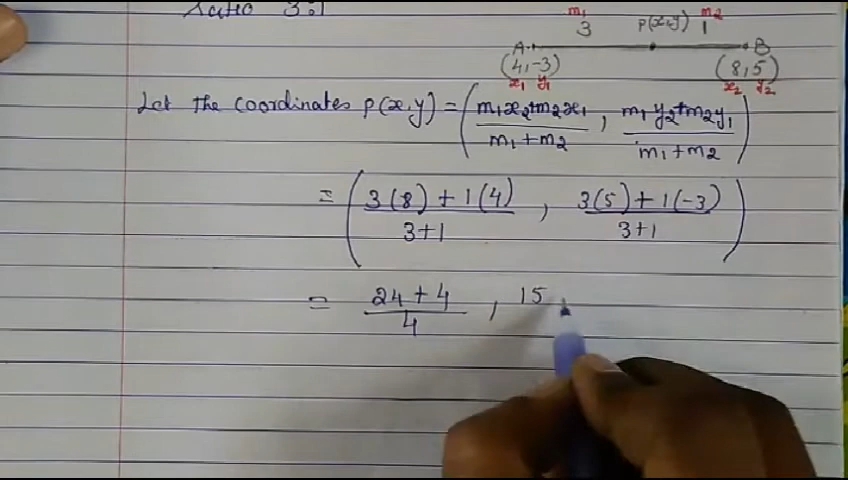 Ratio 3:1
m1 m2
3 P(x,y) 1
A B
(4,-3) (8,5)
x1 y1 x2 y2
Let the coordinates P(x,y) = ( m1x2+m2x1 / m1+m2 , m1y2+m2y1 / m1+m2 )
= ( 3(8)+1(4) / 3+1 , 3(5)+1(-3) / 3+1 )
= 24+4 / 4 , 15